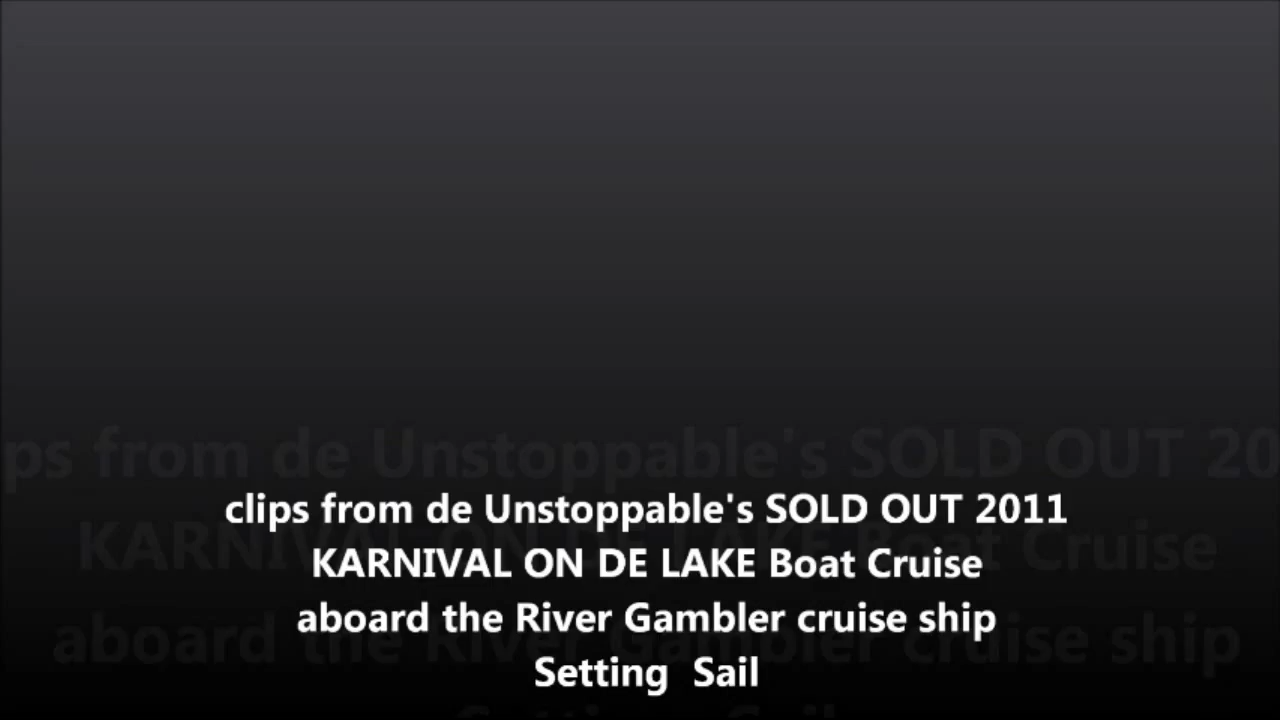 clips from de Unstoppable's SOLD OUT 2011
KARNIVAL ON DE LAKE Boat Cruise
aboard the River Gambler cruise ship
Setting Sail